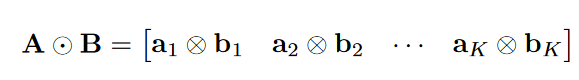 A ⊙ B = [a₁ ⊗ b₁ a₂ ⊗ b₂ ⋯ a_K ⊗ b_K]